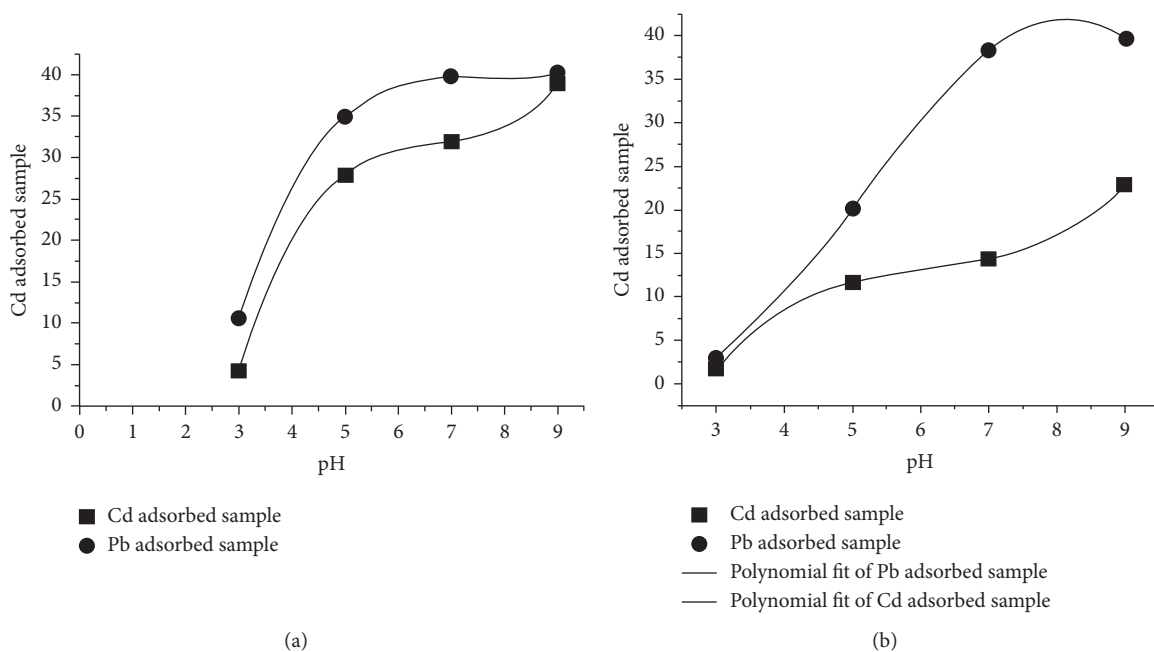 Cd adsorbed sample
40
35
30
25
20
15
10
5
0
0 1 2 3 4 5 6 7 8 9
pH
Cd adsorbed sample
Pb adsorbed sample
(a)
Cd adsorbed sample
40
35
30
25
20
15
10
5
0
3 4 5 6 7 8 9
pH
Cd adsorbed sample
Pb adsorbed sample
Polynomial fit of Pb adsorbed sample
Polynomial fit of Cd adsorbed sample
(b)